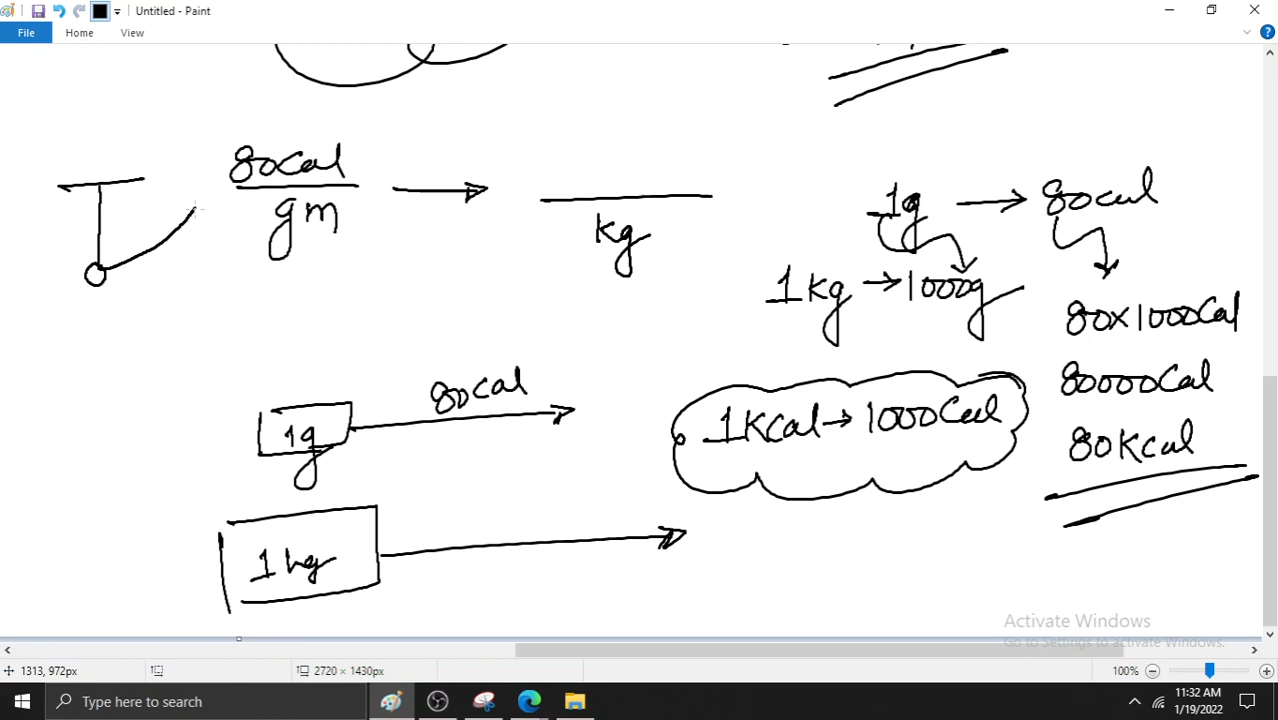 Untitled - Paint
File Home View
80Cal
gm
kg
1g 80cal
1kg 1000g
80x1000Cal
80000Cal
80Kcal
80Cal
1g
1KCal 1000Cal
1kg
Activate Windows
Go to Settings to activate Windows.
1313, 972px
2720 × 1430px
100%
Type here to search
11:32 AM
1/19/2022